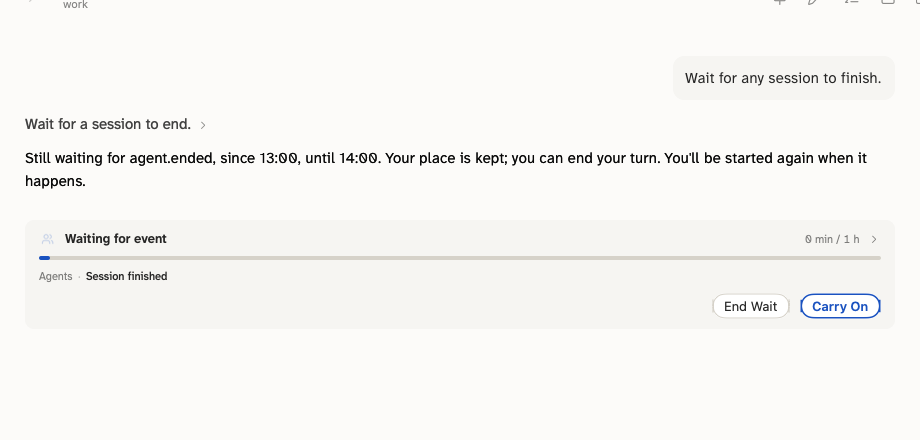 work
Wait for any session to finish.
Wait for a session to end.
Still waiting for agent.ended, since 13:00, until 14:00. Your place is kept; you can end your turn. You'll be started again when it
happens.
Waiting for event
0 min / 1 h
Agents · Session finished
End Wait
Carry On